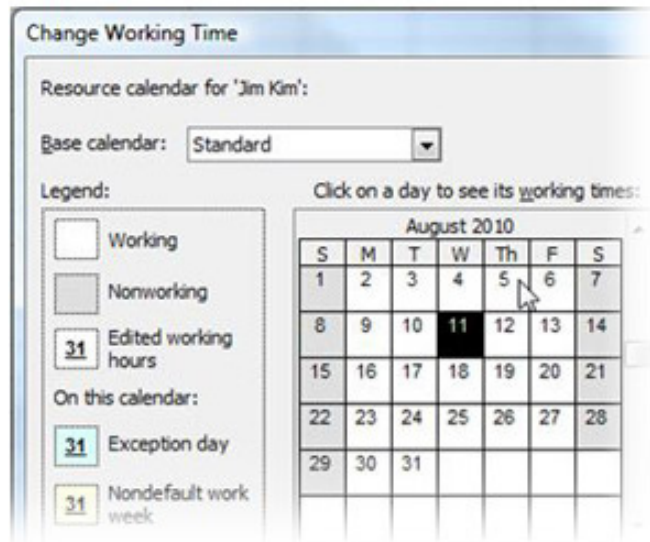 Change Working Time
Resource calendar for 'Jim Kim':
Base calendar: Standard
Legend:
Click on a day to see its working times:
Working
Nonworking
31 Edited working
hours
On this calendar:
31 Exception day
31 Nondefault work
week
August 2010
S M T W Th F S
1 2 3 4 5 6 7
8 9 10 11 12 13 14
15 16 17 18 19 20 21
22 23 24 25 26 27 28
29 30 31